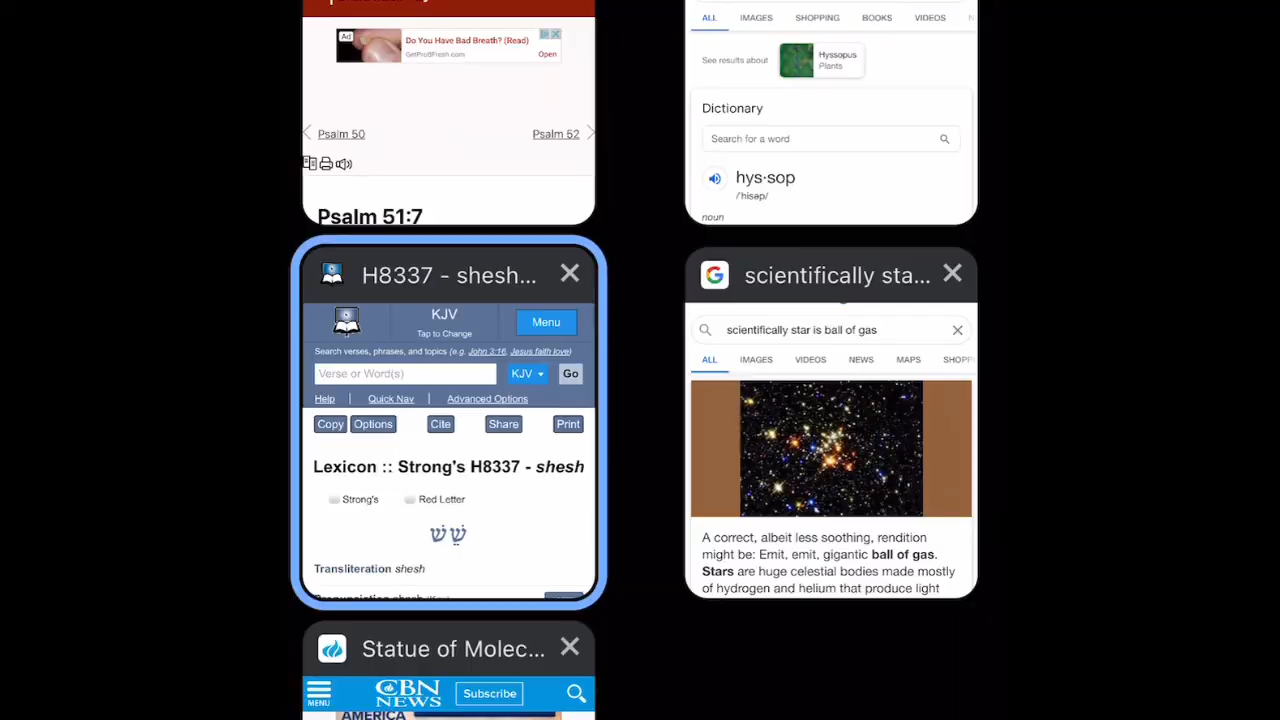 Ad
Do You Have Bad Breath? (Read)
GetProBFresh.com
Open
Psalm 50
Psalm 52
Psalm 51:7
ALL IMAGES SHOPPING BOOKS VIDEOS
See results about
Hyssopus
Plants
Dictionary
Search for a word
hys·sop
/ˈhisəp/
noun
H8337 - shesh...
KJV
Tap to Change
Menu
Search verses, phrases, and topics (e.g. John 3:16, Jesus faith love)
Verse or Word(s)
KJV
Go
Help | Quick Nav | Advanced Options
Copy Options Cite Share Print
Lexicon :: Strong's H8337 - shesh
Strong's Red Letter
שֵׁשׁ
Transliteration shesh
scientifically sta...
scientifically star is ball of gas
ALL IMAGES VIDEOS NEWS MAPS SHOPP
A correct, albeit less soothing, rendition
might be: Emit, emit, gigantic ball of gas.
Stars are huge celestial bodies made mostly
of hydrogen and helium that produce light
Statue of Molec...
MENU
CBN
NEWS
Subscribe
AMERICA